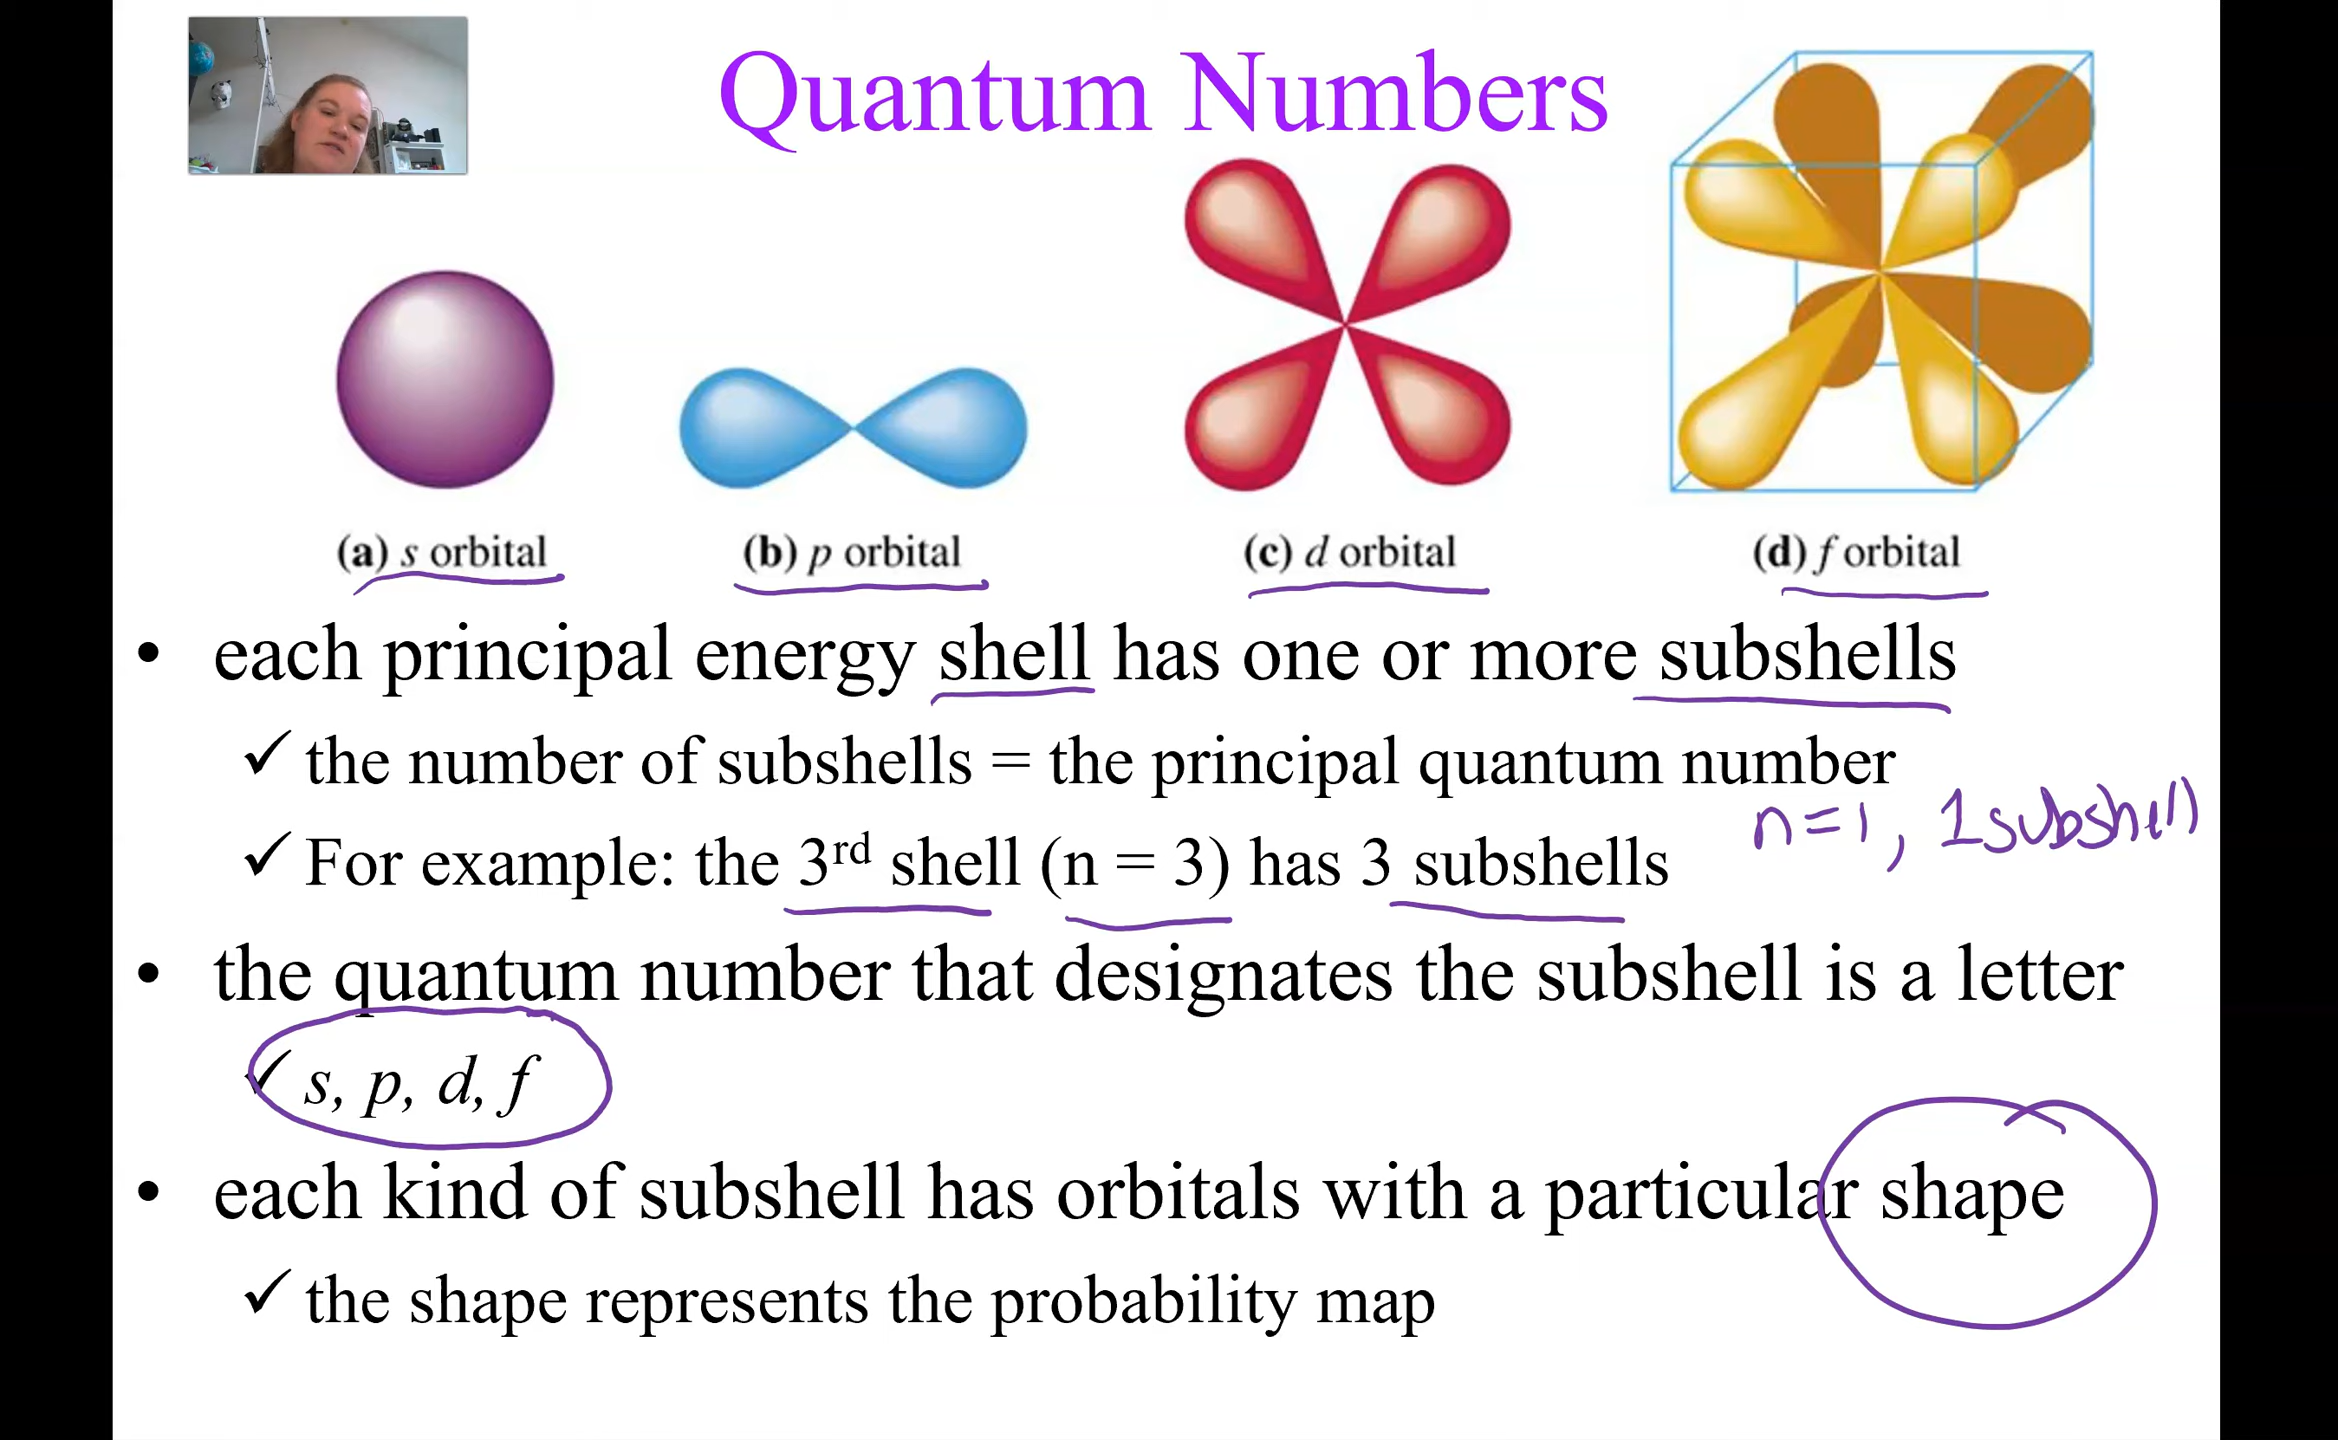 Quantum Numbers
(a) s orbital
(b) p orbital
(c) d orbital
(d) f orbital
• each principal energy shell has one or more subshells
✓ the number of subshells = the principal quantum number
n=1, 1 subshell
✓ For example: the 3rd shell (n = 3) has 3 subshells
• the quantum number that designates the subshell is a letter
✓ s, p, d, f
• each kind of subshell has orbitals with a particular shape
✓ the shape represents the probability map